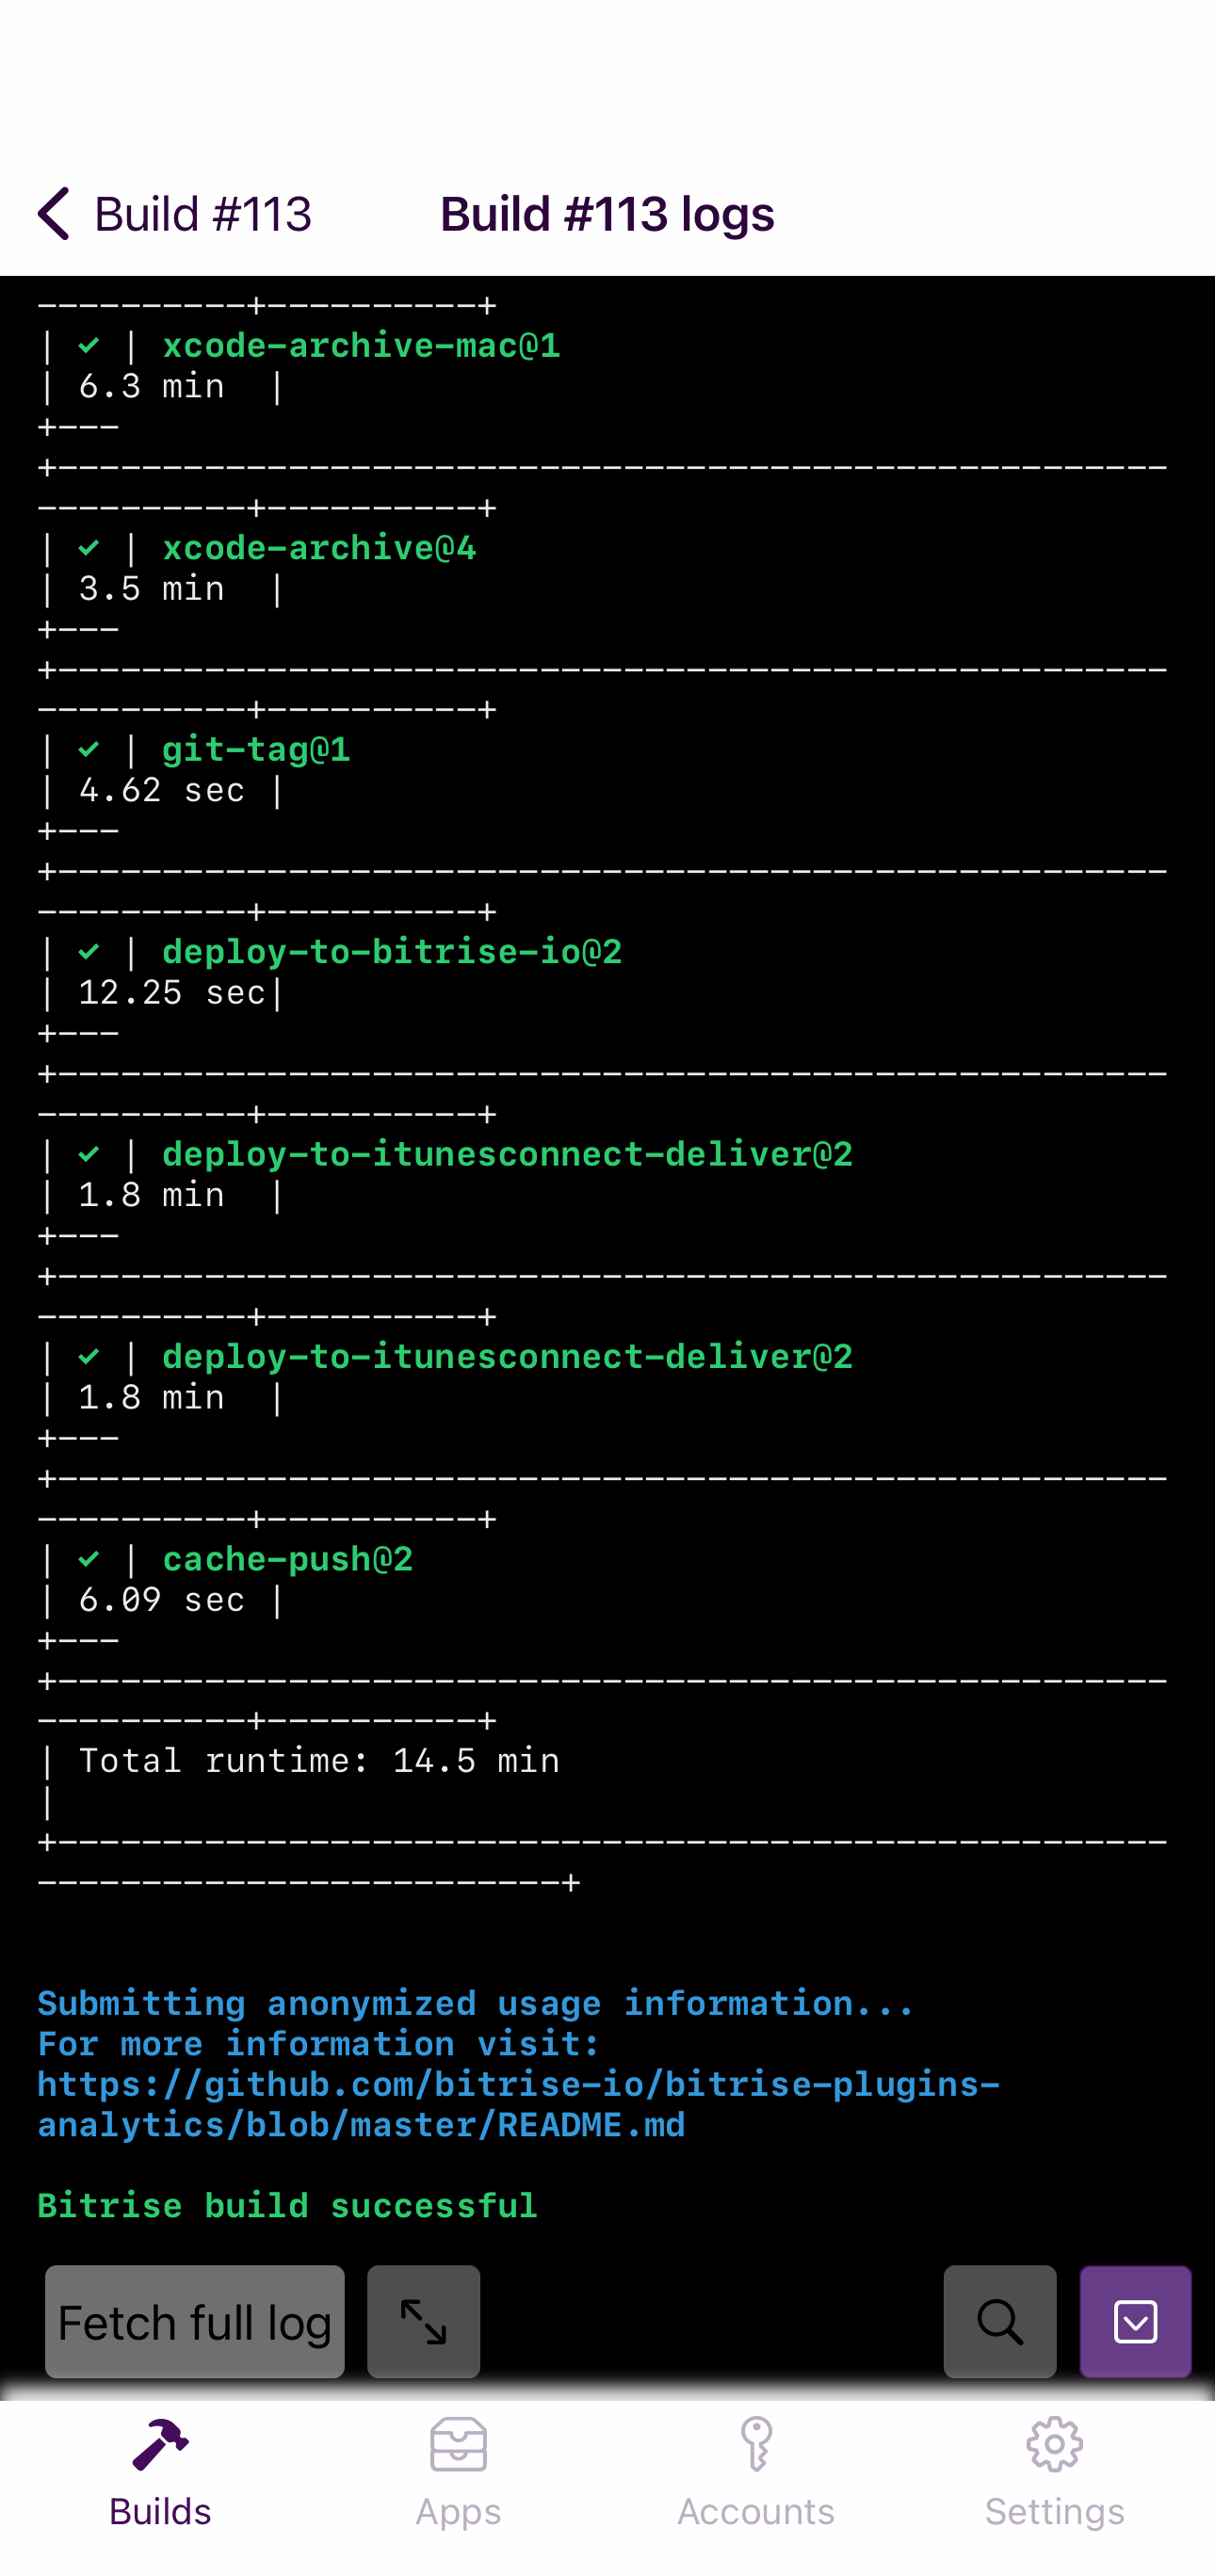 Build #113
Build #113 logs
----------+----------+
| ✓ | xcode-archive-mac@1
| 6.3 min  |
+---
+-----------------------------------------------------
----------+----------+
| ✓ | xcode-archive@4
| 3.5 min  |
+---
+-----------------------------------------------------
----------+----------+
| ✓ | git-tag@1
| 4.62 sec |
+---
+-----------------------------------------------------
----------+----------+
| ✓ | deploy-to-bitrise-io@2
| 12.25 sec|
+---
+-----------------------------------------------------
----------+----------+
| ✓ | deploy-to-itunesconnect-deliver@2
| 1.8 min  |
+---
+-----------------------------------------------------
----------+----------+
| ✓ | deploy-to-itunesconnect-deliver@2
| 1.8 min  |
+---
+-----------------------------------------------------
----------+----------+
| ✓ | cache-push@2
| 6.09 sec |
+---
+-----------------------------------------------------
----------+----------+
| Total runtime: 14.5 min
|
+-----------------------------------------------------
-------------------------+
Submitting anonymized usage information...
For more information visit:
https://github.com/bitrise-io/bitrise-plugins-
analytics/blob/master/README.md
Bitrise build successful
Fetch full log
Builds
Apps
Accounts
Settings